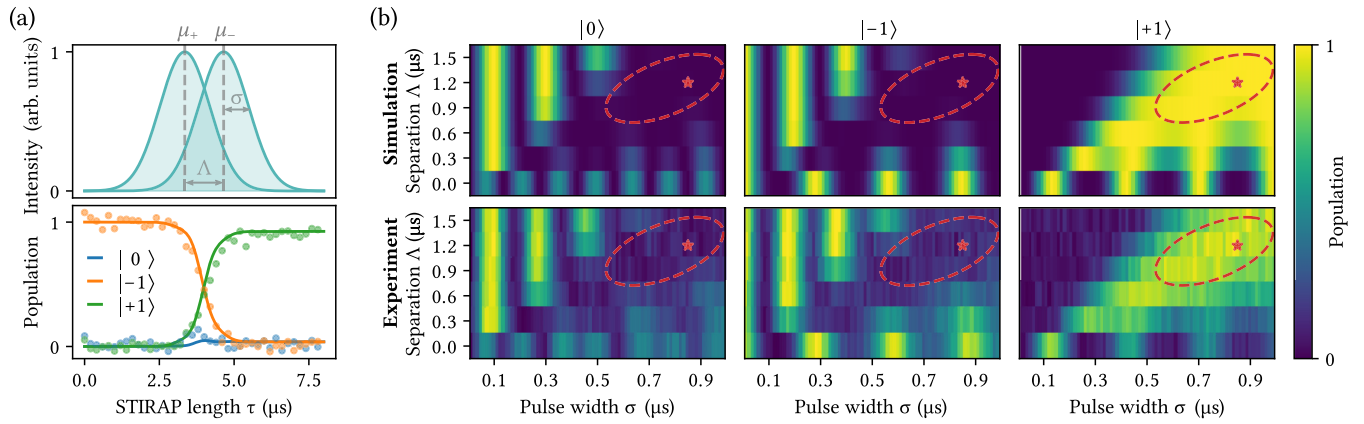 (a)
μ₊ μ₋
Intensity (arb. units)
1
0
σ
Λ
Population
1
0
| 0 ⟩
|−1⟩
|+1⟩
0.0 2.5 5.0 7.5
STIRAP length τ (μs)
(b)
|0⟩ |−1⟩ |+1⟩
Simulation
Separation Λ (μs)
1.5
1.2
0.9
0.6
0.3
0.0
Experiment
Separation Λ (μs)
1.5
1.2
0.9
0.6
0.3
0.0
0.1 0.3 0.5 0.7 0.9
Pulse width σ (μs)
0.1 0.3 0.5 0.7 0.9
Pulse width σ (μs)
0.1 0.3 0.5 0.7 0.9
Pulse width σ (μs)
1
Population
0